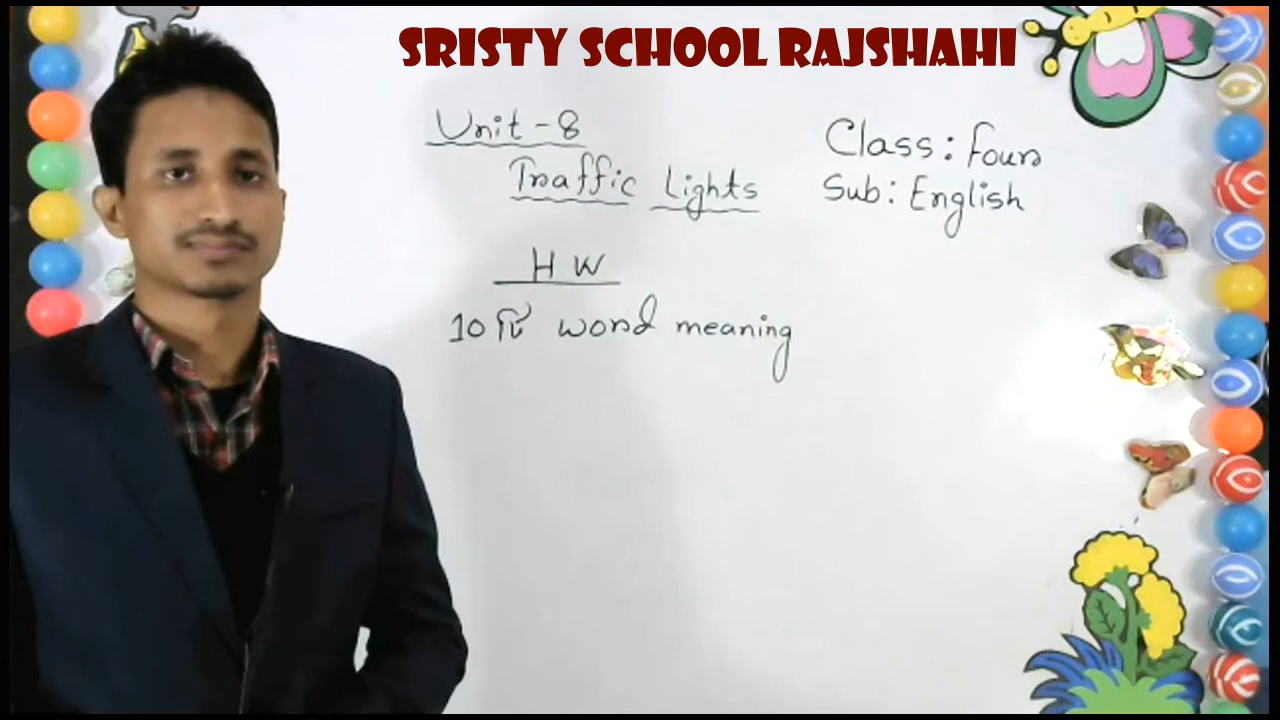 SRISTY SCHOOL RAJSHAHI
Unit-8
Traffic Lights
Class: Four
Sub: English
H W
10 টি word meaning